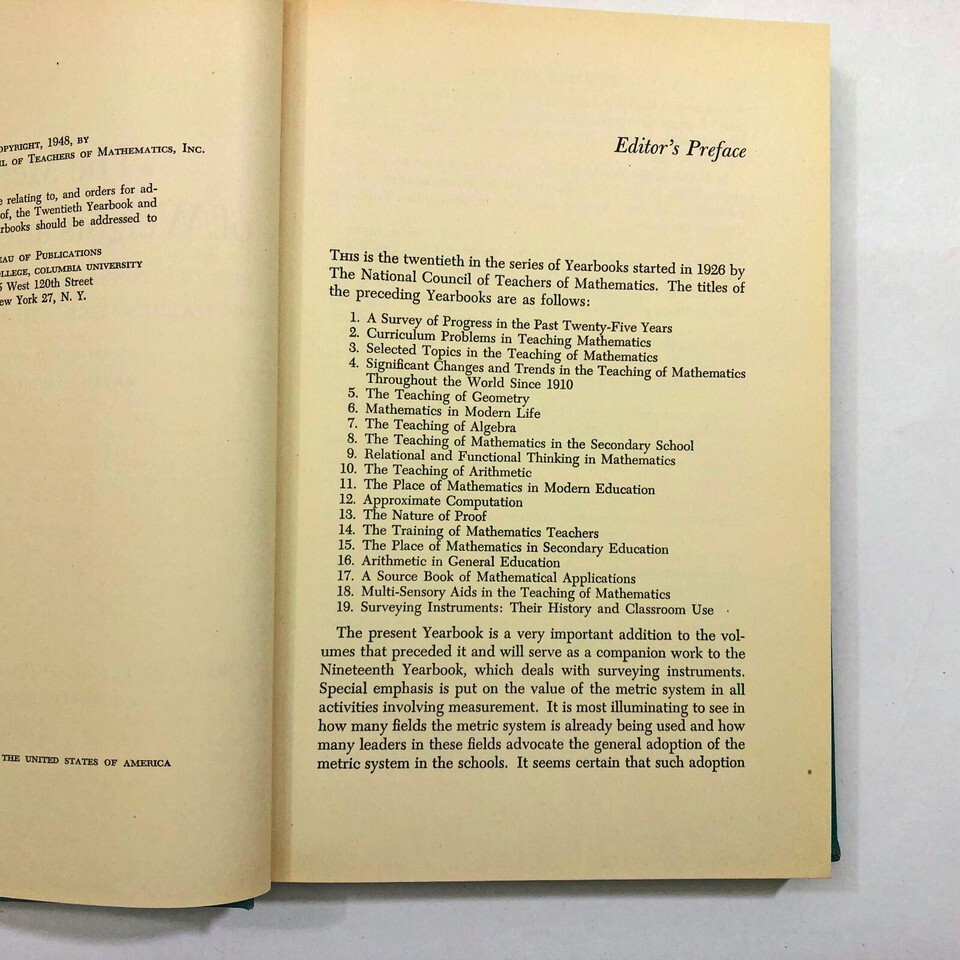 OPYRIGHT, 1948, BY
IL OF TEACHERS OF MATHEMATICS, INC.
e relating to, and orders for ad-
of, the Twentieth Yearbook and
rbooks should be addressed to
EAU OF PUBLICATIONS
OLLEGE, COLUMBIA UNIVERSITY
5 West 120th Street
ew York 27, N. Y.
THE UNITED STATES OF AMERICA
Editor's Preface
THIS is the twentieth in the series of Yearbooks started in 1926 by
The National Council of Teachers of Mathematics. The titles of
the preceding Yearbooks are as follows:
1. A Survey of Progress in the Past Twenty-Five Years
2. Curriculum Problems in Teaching Mathematics
3. Selected Topics in the Teaching of Mathematics
4. Significant Changes and Trends in the Teaching of Mathematics
Throughout the World Since 1910
5. The Teaching of Geometry
6. Mathematics in Modern Life
7. The Teaching of Algebra
8. The Teaching of Mathematics in the Secondary School
9. Relational and Functional Thinking in Mathematics
10. The Teaching of Arithmetic
11. The Place of Mathematics in Modern Education
12. Approximate Computation
13. The Nature of Proof
14. The Training of Mathematics Teachers
15. The Place of Mathematics in Secondary Education
16. Arithmetic in General Education
17. A Source Book of Mathematical Applications
18. Multi-Sensory Aids in the Teaching of Mathematics
19. Surveying Instruments: Their History and Classroom Use
The present Yearbook is a very important addition to the vol-
umes that preceded it and will serve as a companion work to the
Nineteenth Yearbook, which deals with surveying instruments.
Special emphasis is put on the value of the metric system in all
activities involving measurement. It is most illuminating to see in
how many fields the metric system is already being used and how
many leaders in these fields advocate the general adoption of the
metric system in the schools. It seems certain that such adoption